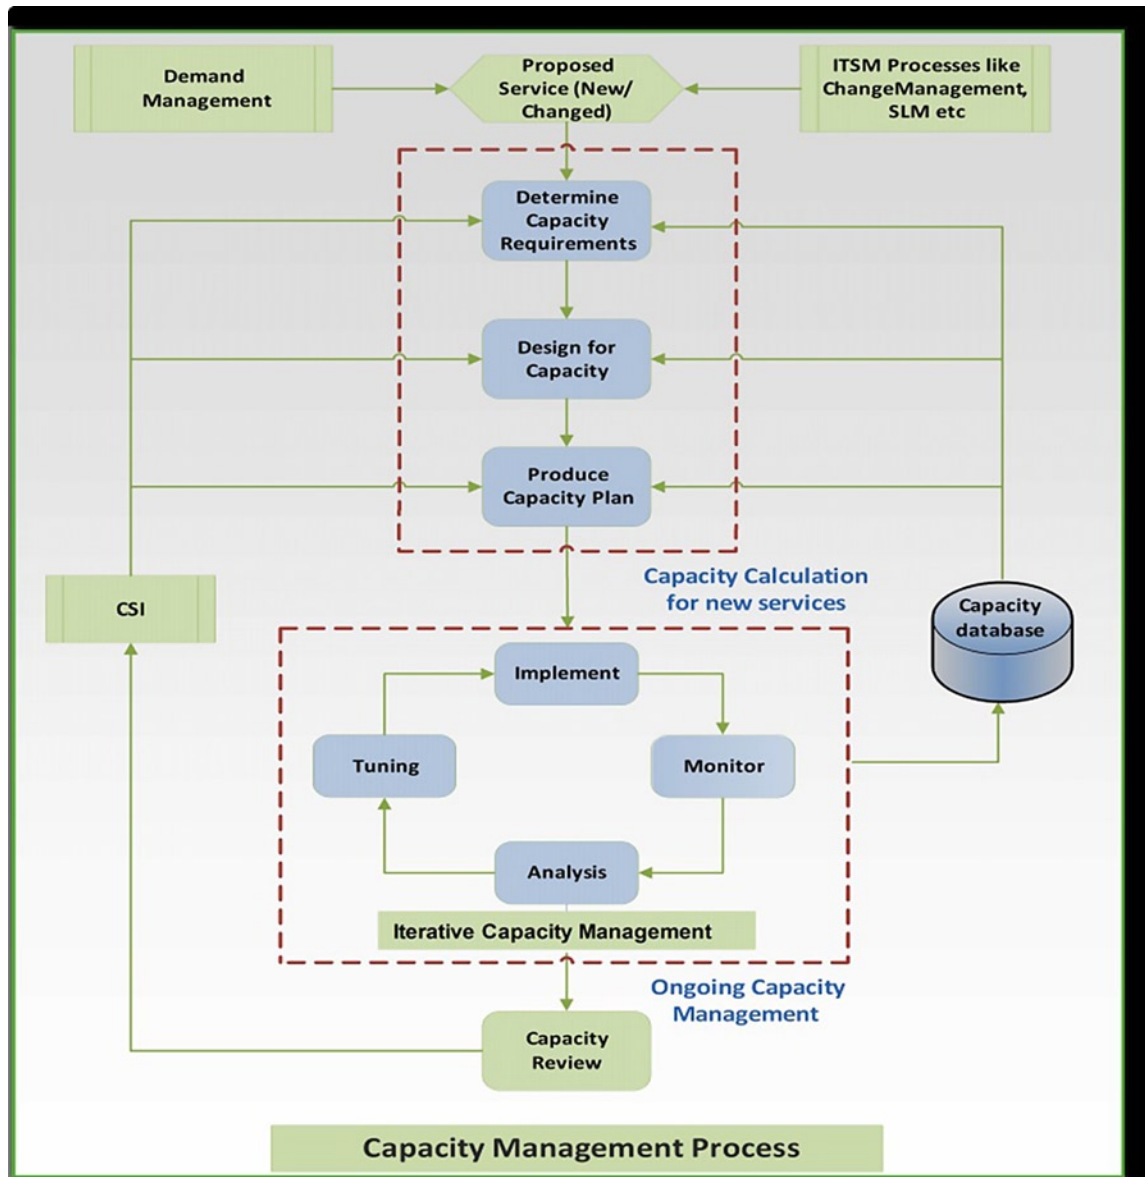 Demand
Management
Proposed
Service (New/
Changed)
ITSM Processes like
ChangeManagement,
SLM etc
Determine
Capacity
Requirements
Design for
Capacity
Produce
Capacity Plan
Capacity Calculation
for new services
CSI
Capacity
database
Implement
Tuning
Monitor
Analysis
Iterative Capacity Management
Ongoing Capacity
Management
Capacity
Review
Capacity Management Process